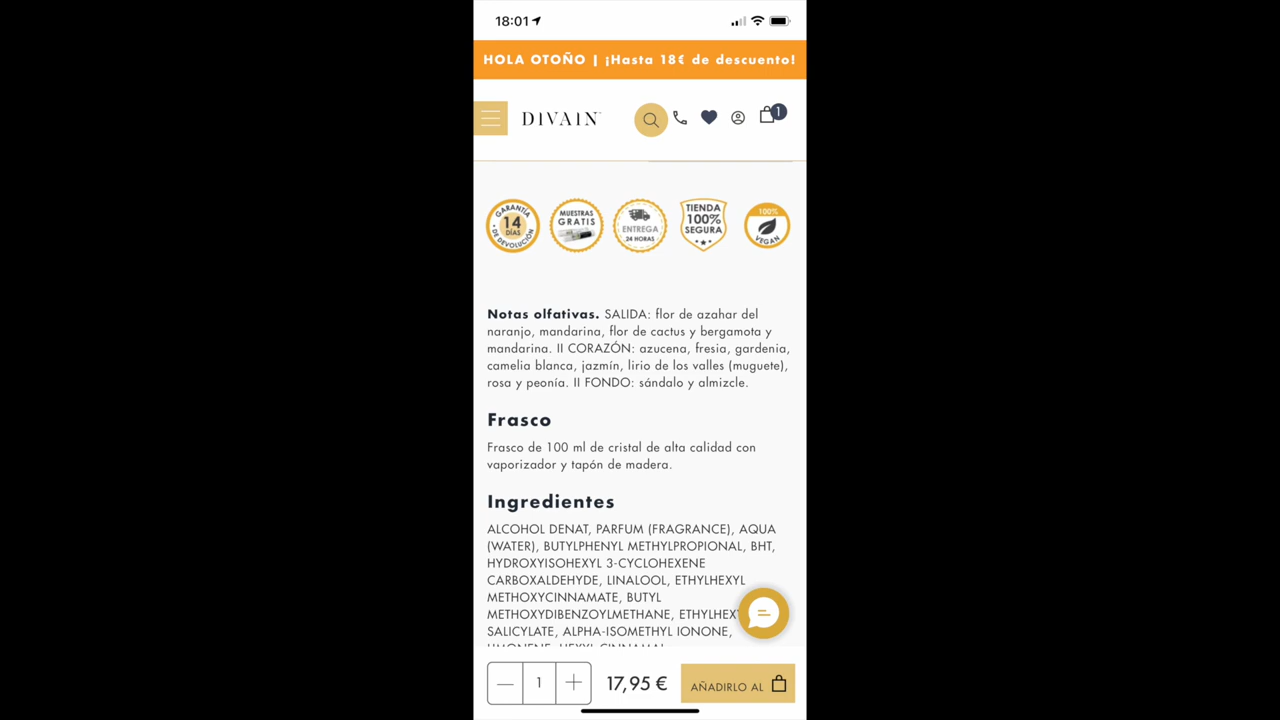 18:01
HOLA OTOÑO | ¡Hasta 18€ de descuento!
DIVAIN
1
GARANTÍA 14 DÍAS DE DEVOLUCIÓN
MUESTRAS GRATIS
ENTREGA 24 HORAS
TIENDA 100% SEGURA
100% VEGAN
Notas olfativas. SALIDA: flor de azahar del
naranjo, mandarina, flor de cactus y bergamota y
mandarina. II CORAZÓN: azucena, fresia, gardenia,
camelia blanca, jazmín, lirio de los valles (muguete),
rosa y peonía. II FONDO: sándalo y almizcle.
Frasco
Frasco de 100 ml de cristal de alta calidad con
vaporizador y tapón de madera.
Ingredientes
ALCOHOL DENAT, PARFUM (FRAGRANCE), AQUA
(WATER), BUTYLPHENYL METHYLPROPIONAL, BHT,
HYDROXYISOHEXYL 3-CYCLOHEXENE
CARBOXALDEHYDE, LINALOOL, ETHYLHEXYL
METHOXYCINNAMATE, BUTYL
METHOXYDIBENZOYLMETHANE, ETHYLHEXY
SALICYLATE, ALPHA-ISOMETHYL IONONE,
1 17,95 € AÑADIRLO AL